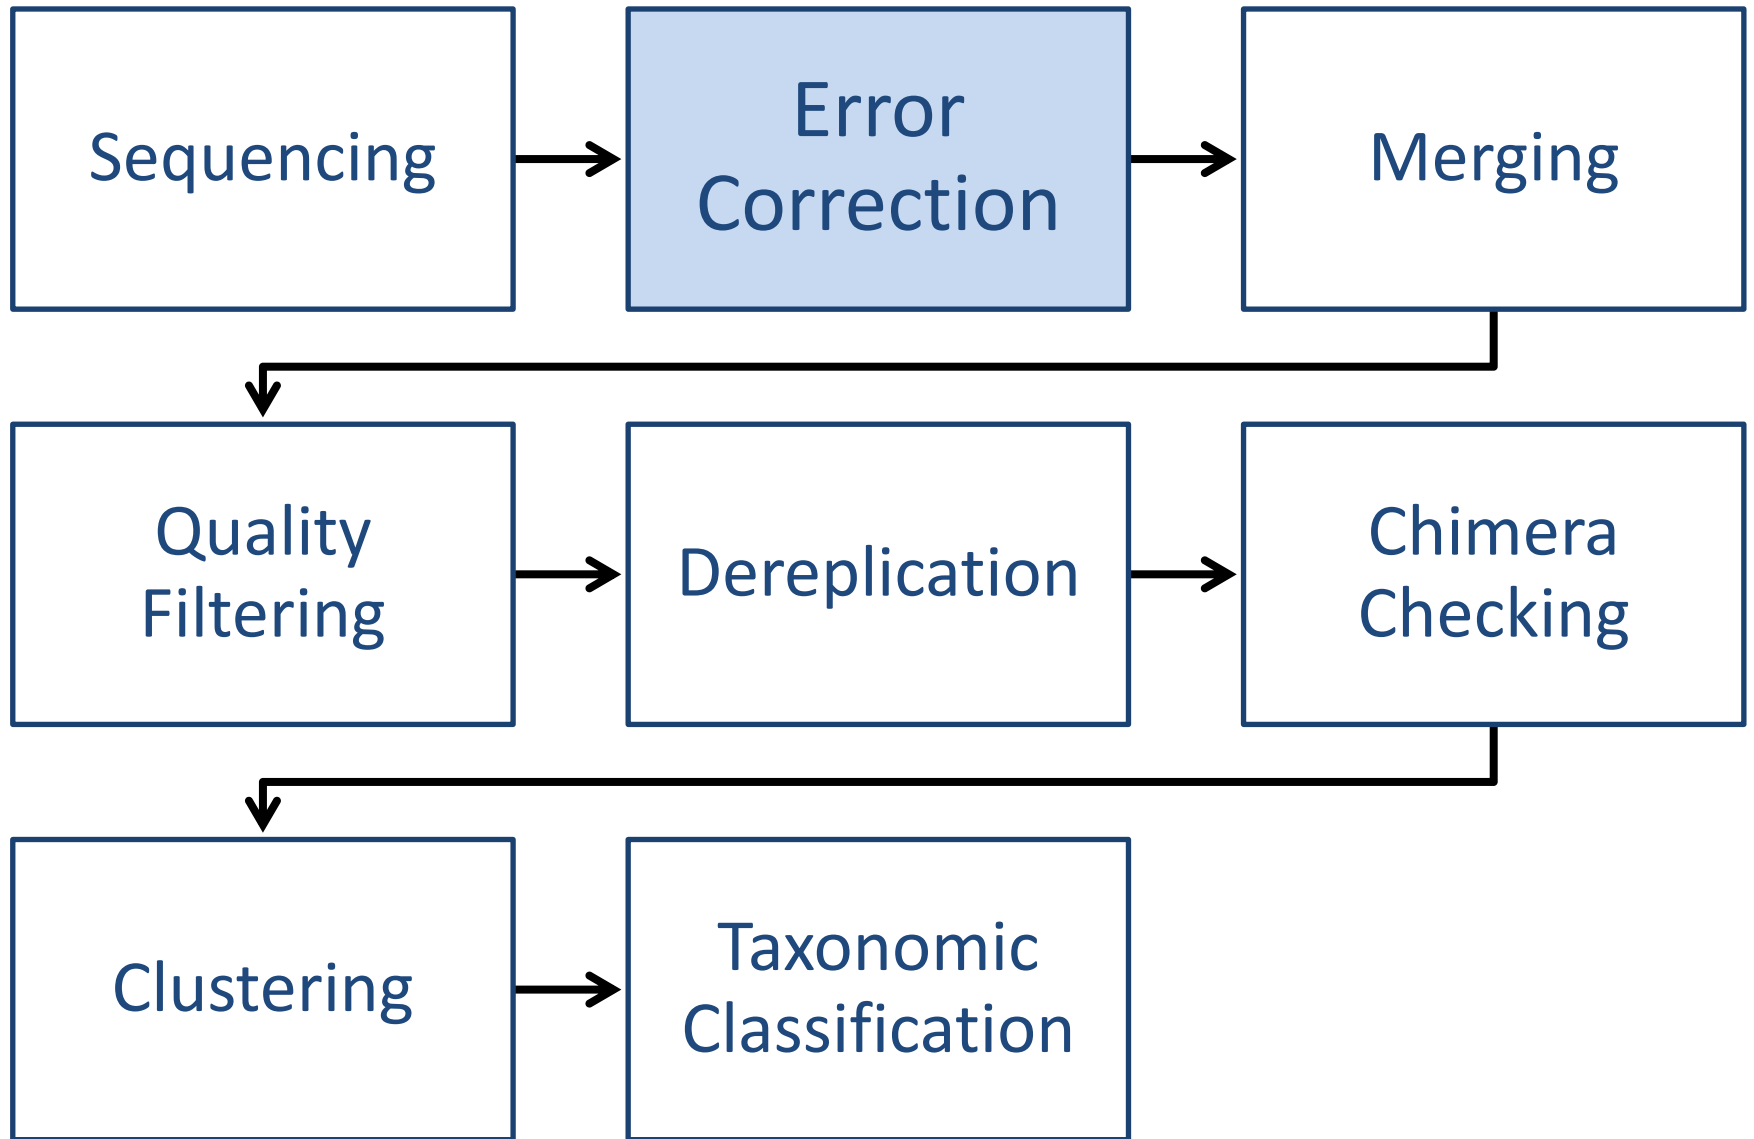 Sequencing
Error
Correction
Merging
Quality
Filtering
Dereplication
Chimera
Checking
Clustering
Taxonomic
Classification